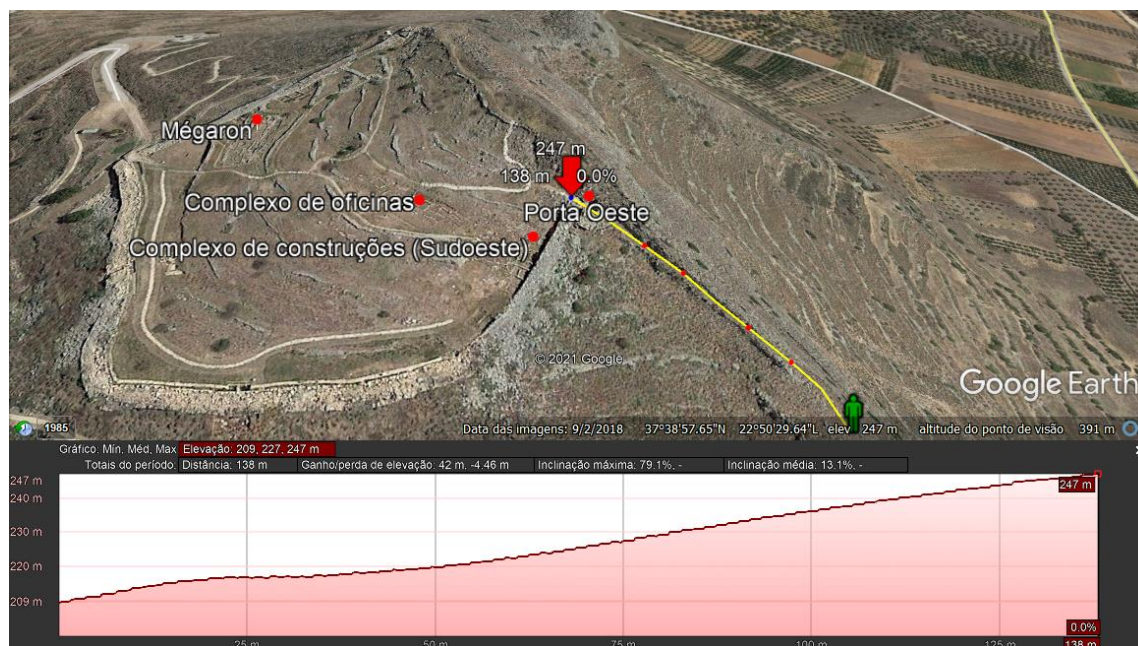 Mégaron
247 m
138 m 0.0%
Complexo de oficinas
Porta Oeste
Complexo de construções (Sudoeste)
© 2021 Google
Google Earth
1985
Data das imagens: 9/2/2018 37°38'57.65"N 22°50'29.64"L elev 247 m altitude do ponto de visão 391 m
Gráfico: Mín, Méd, Max Elevação: 209, 227, 247 m
Totais do período: Distância: 138 m Ganho/perda de elevação: 42 m, -4.46 m Inclinação máxima: 79.1%, - Inclinação média: 13.1%, -
247 m
247 m
240 m
230 m
220 m
209 m
0.0%
25 m 50 m 75 m 100 m 125 m 138 m